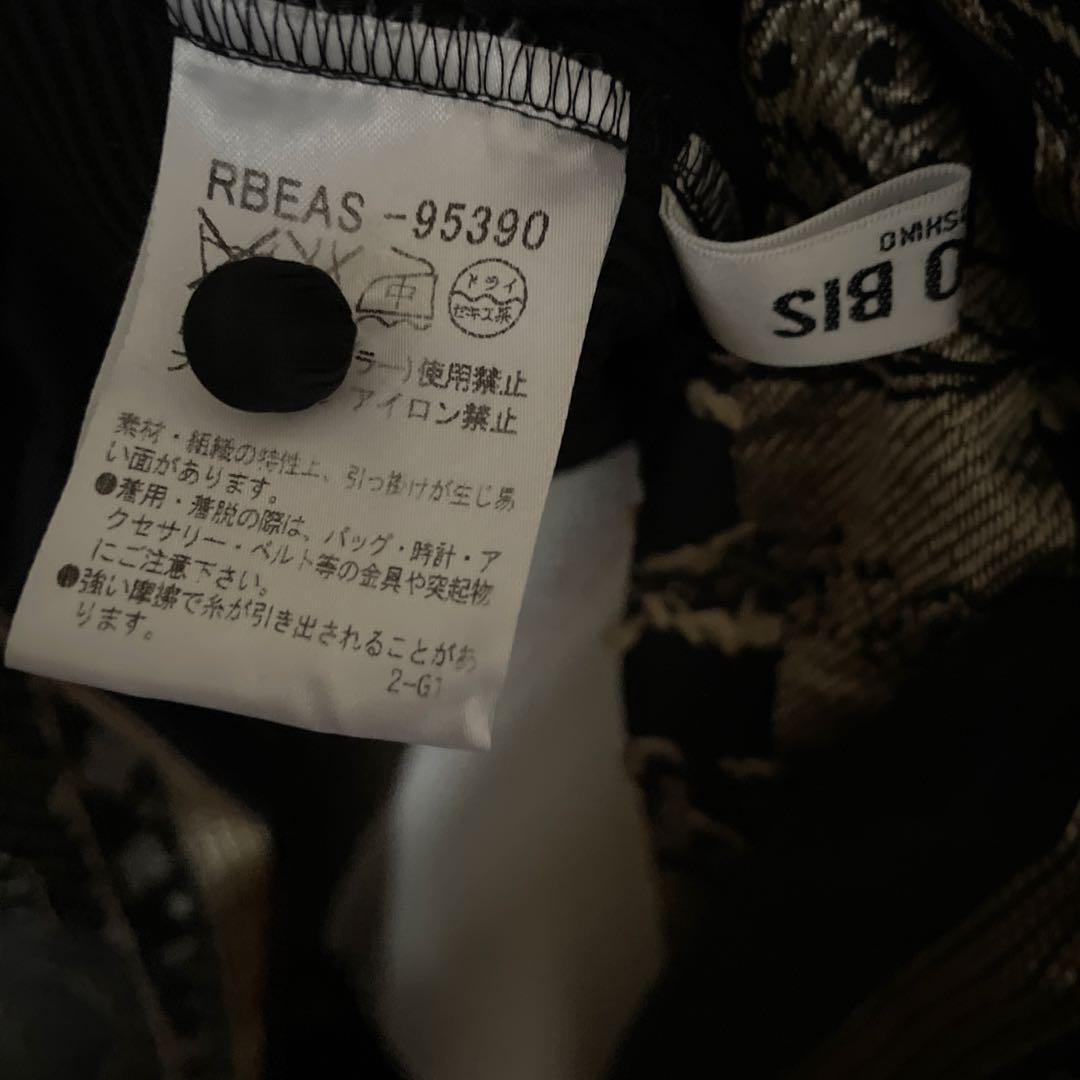 RBEAS -95390
中
ドライ
セキユ系
ラー)使用禁止
アイロン禁止
素材・組織の特性上、引っ掛けが生じ易
い面があります。
●着用・着脱の際は、バッグ・時計・ア
クセサリー・ベルト等の金具や突起物
にご注意下さい。
●強い摩擦で糸が引き出されることがあ
ります。
2-G1
BIS